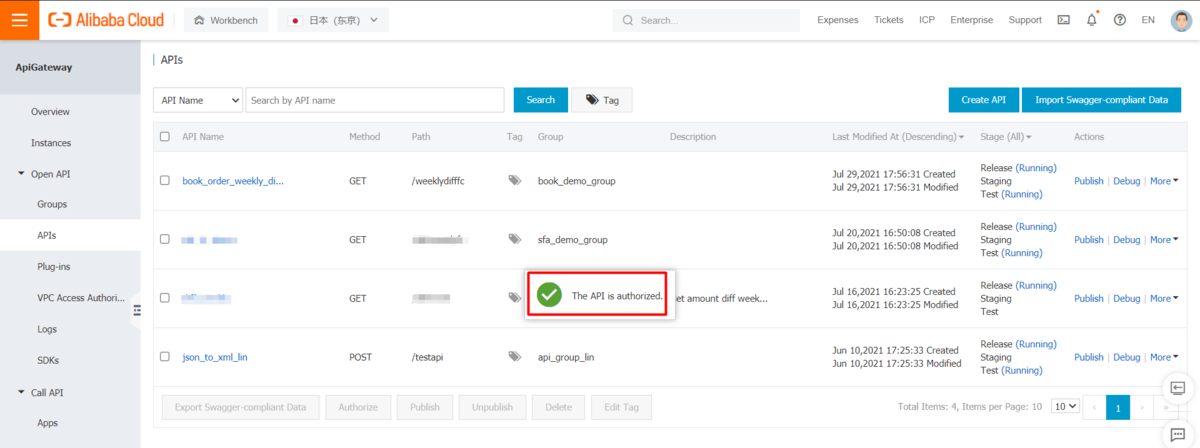 Alibaba Cloud
Workbench
日本（东京）
Search...
Expenses
Tickets
ICP
Enterprise
Support
EN
ApiGateway
Overview
Instances
Open API
Groups
APIs
Plug-ins
VPC Access Authori...
Logs
SDKs
Call API
Apps
APIs
API Name
Search by API name
Search
Tag
Create API
Import Swagger-compliant Data
API Name Method Path Tag Group Description Last Modified At (Descending) Stage (All) Actions
book_order_weekly_di... GET /weeklydifffc book_demo_group
Jul 29,2021 17:56:31 Created
Jul 29,2021 17:56:31 Modified
Release (Running)
Staging
Test (Running)
Publish | Debug | More
GET sfa_demo_group
Jul 20,2021 16:50:08 Created
Jul 20,2021 16:50:08 Modified
Release (Running)
Staging
Test (Running)
Publish | Debug | More
GET
The API is authorized.
et amount diff week...
Jul 16,2021 16:23:25 Created
Jul 16,2021 16:23:25 Modified
Release (Running)
Staging
Test
Publish | Debug | More
json_to_xml_lin POST /testapi api_group_lin
Jun 10,2021 17:25:33 Created
Jun 10,2021 17:25:33 Modified
Release (Running)
Staging
Test (Running)
Publish | Debug | More
Export Swagger-compliant Data
Authorize
Publish
Unpublish
Delete
Edit Tag
Total Items: 4, Items per Page: 10
10
‹ 1 › »